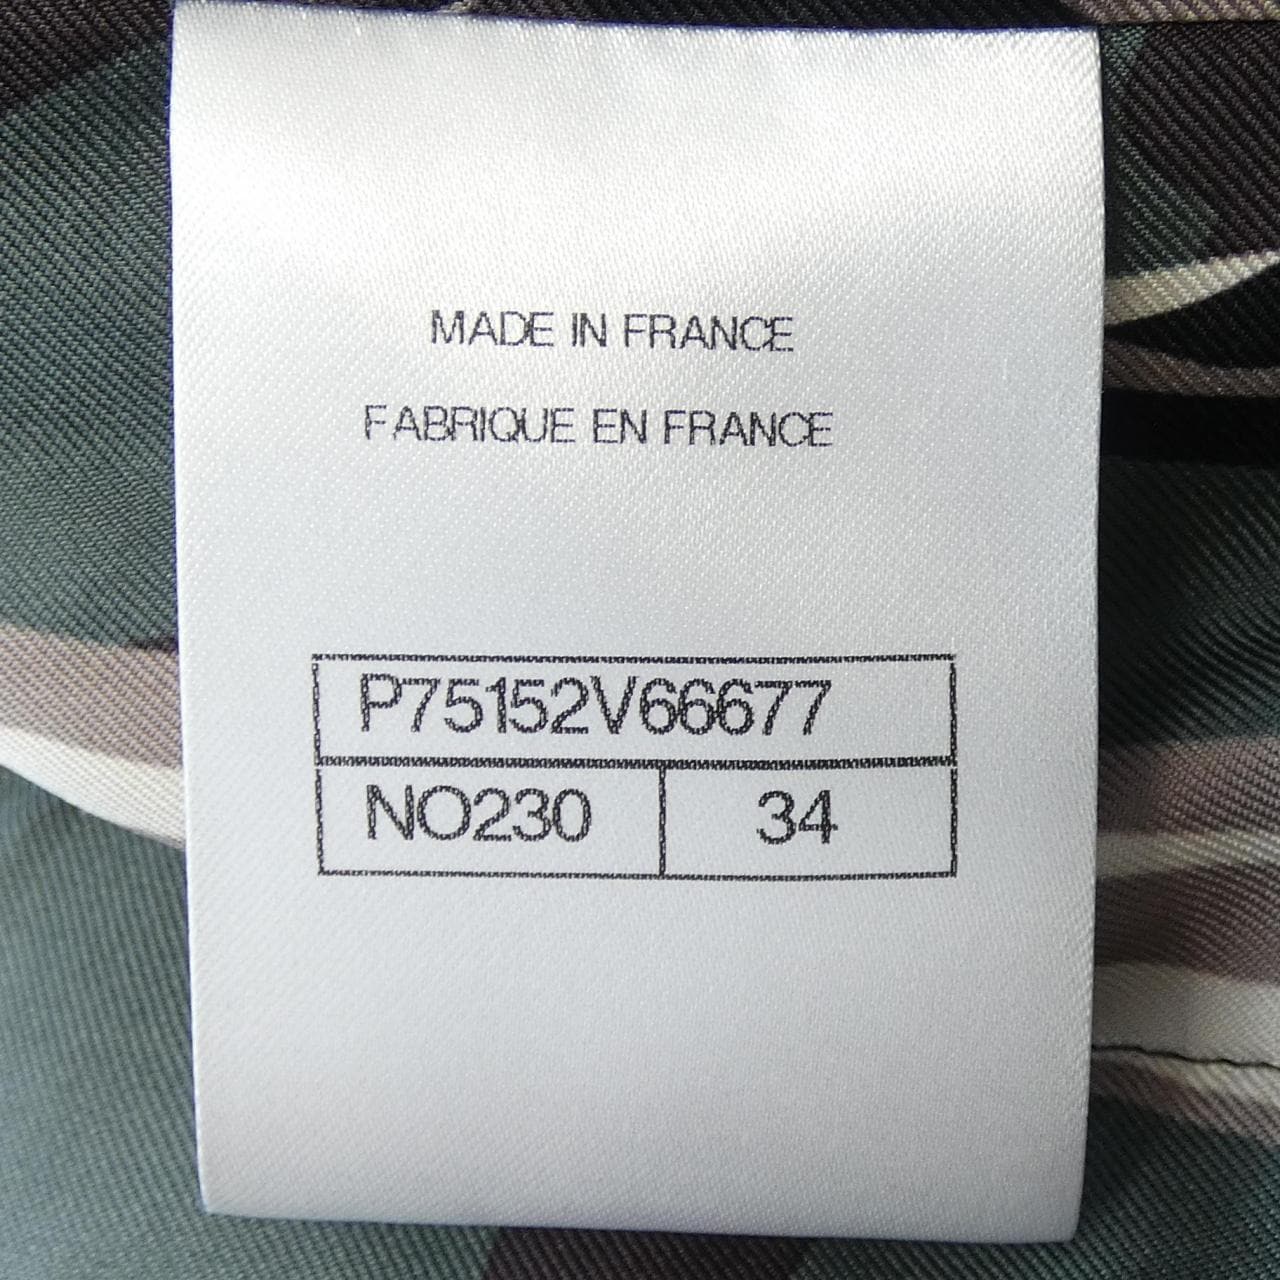 MADE IN FRANCE
FABRIQUE EN FRANCE
P75152V66677
NO230 34